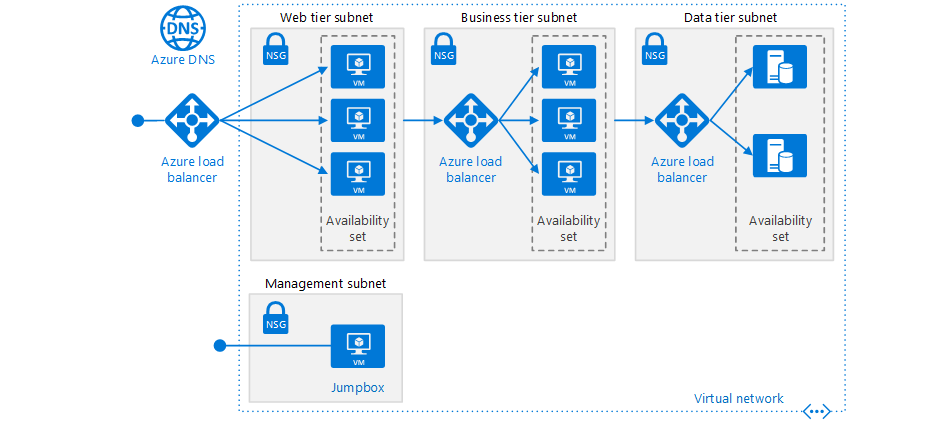 Web tier subnet
Business tier subnet
Data tier subnet
DNS
Azure DNS
NSG
NSG
NSG
VM
VM
VM
VM
VM
VM
Azure load
balancer
Azure load
balancer
Azure load
balancer
Availability
set
Availability
set
Availability
set
Management subnet
NSG
VM
Jumpbox
Virtual network